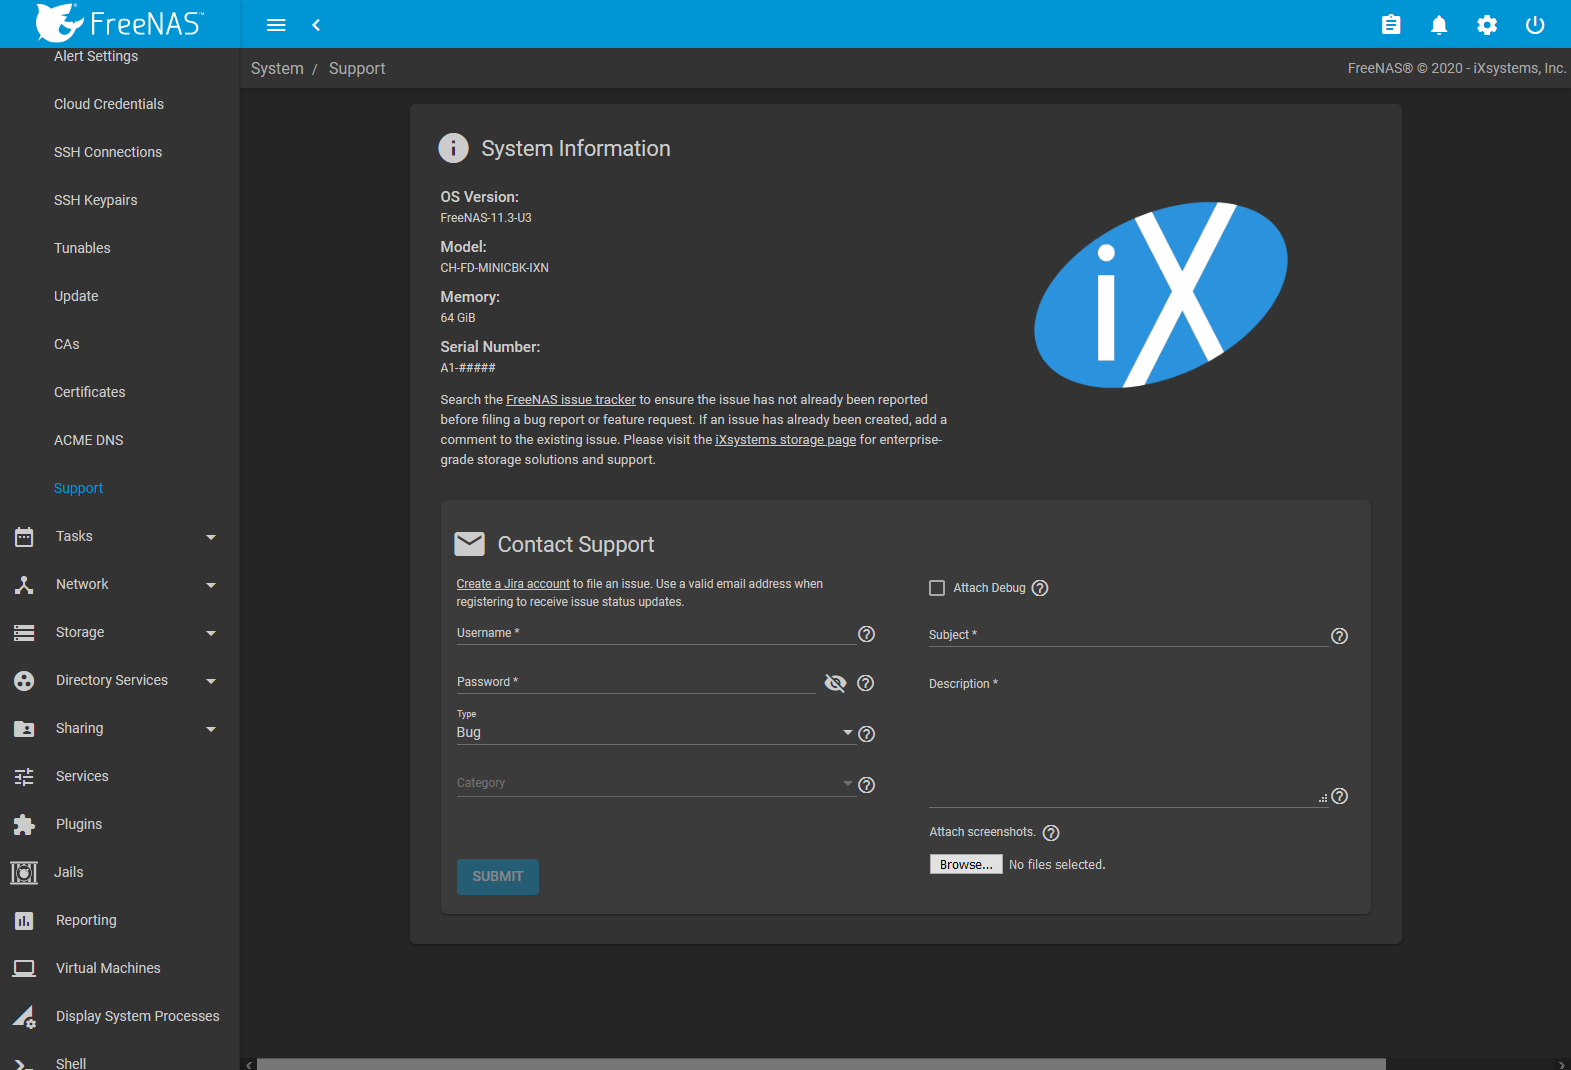 FreeNAS™
Alert Settings
Cloud Credentials
SSH Connections
SSH Keypairs
Tunables
Update
CAs
Certificates
ACME DNS
Support
Tasks
Network
Storage
Directory Services
Sharing
Services
Plugins
Jails
Reporting
Virtual Machines
Display System Processes
Shell
System / Support
FreeNAS® © 2020 - iXsystems, Inc.
System Information
OS Version:
FreeNAS-11.3-U3
Model:
CH-FD-MINICBK-IXN
Memory:
64 GiB
Serial Number:
A1-#####
Search the FreeNAS issue tracker to ensure the issue has not already been reported
before filing a bug report or feature request. If an issue has already been created, add a
comment to the existing issue. Please visit the iXsystems storage page for enterprise-
grade storage solutions and support.
iX
Contact Support
Create a Jira account to file an issue. Use a valid email address when
registering to receive issue status updates.
Username *
Password *
Type
Bug
Category
SUBMIT
Attach Debug
Subject *
Description *
Attach screenshots.
Browse... No files selected.